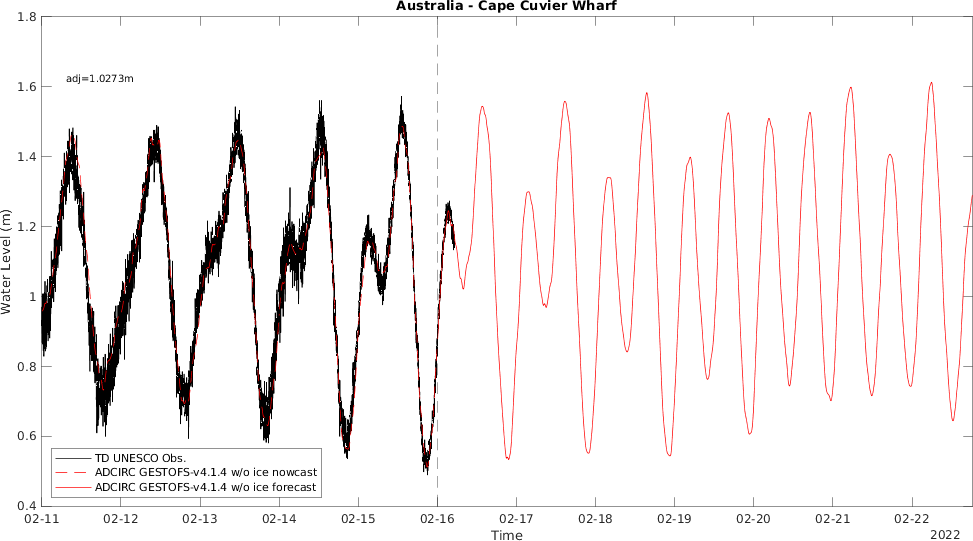 Australia - Cape Cuvier Wharf
1.8
1.6
1.4
1.2
1
0.8
0.6
0.4
Water Level (m)
adj=1.0273m
TD UNESCO Obs.
ADCIRC GESTOFS-v4.1.4 w/o ice nowcast
ADCIRC GESTOFS-v4.1.4 w/o ice forecast
02-11 02-12 02-13 02-14 02-15 02-16 02-17 02-18 02-19 02-20 02-21 02-22
Time
2022